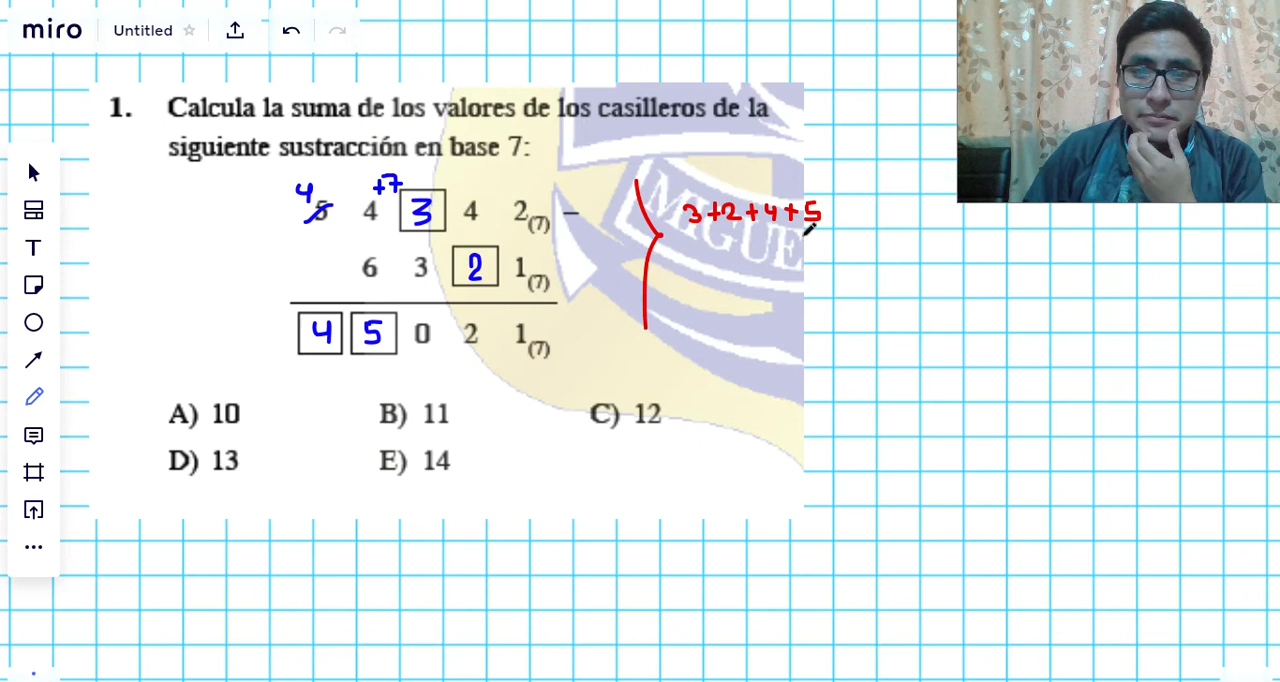 miro Untitled
1. Calcula la suma de los valores de los casilleros de la
siguiente sustracción en base 7:
4 +7
5 4 3 4 2(7) – 3+2+4+5
6 3 2 1(7)
4 5 0 2 1(7)
A) 10 B) 11 C) 12
D) 13 E) 14
MIGUE